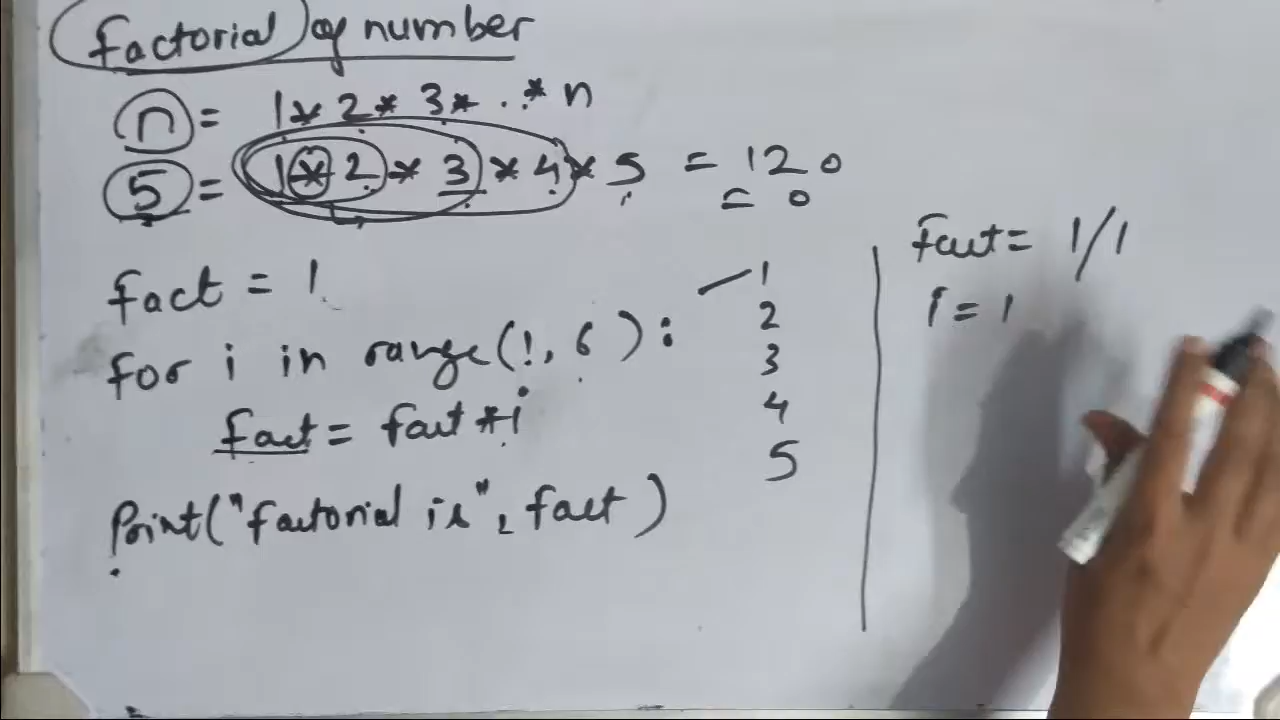 factorial of number
n = 1 * 2 * 3 * . . * n
5 = 1 * 2 * 3 * 4 * 5 = 120
= 0
fact = 1
for i in range(1, 6):
fact = fact * i
Print("factorial is", fact)
1
2
3
4
5
Fact = 1/1
i = 1